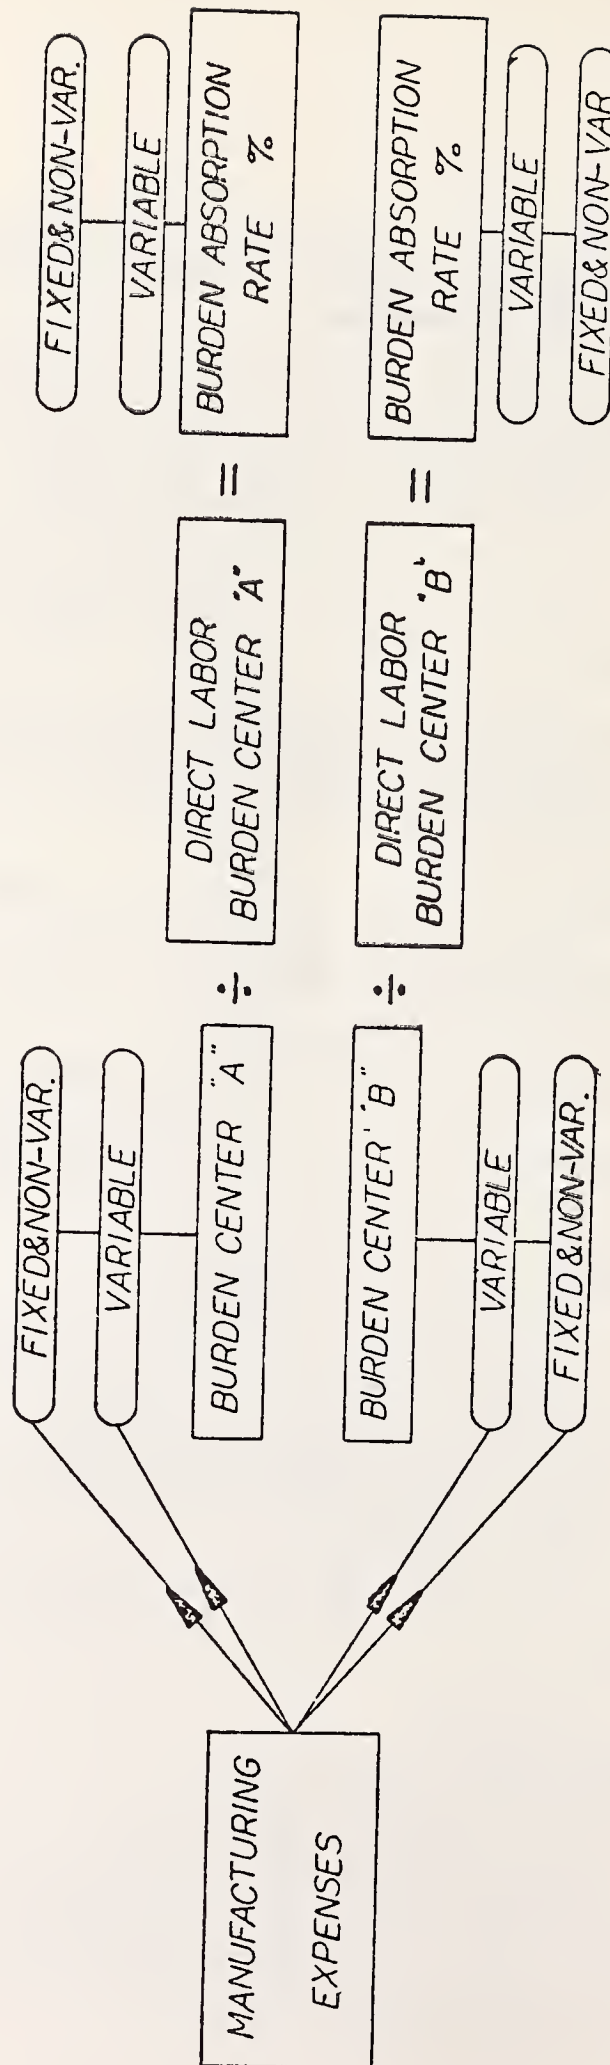 MANUFACTURING
EXPENSES
FIXED & NON-VAR.
VARIABLE
BURDEN CENTER "A"
÷
DIRECT LABOR
BURDEN CENTER "A"
=
FIXED & NON-VAR.
VARIABLE
BURDEN ABSORPTION
RATE %
BURDEN CENTER "B"
VARIABLE
FIXED & NON-VAR.
÷
DIRECT LABOR
BURDEN CENTER "B"
=
BURDEN ABSORPTION
RATE %
VARIABLE
FIXED & NON-VAR